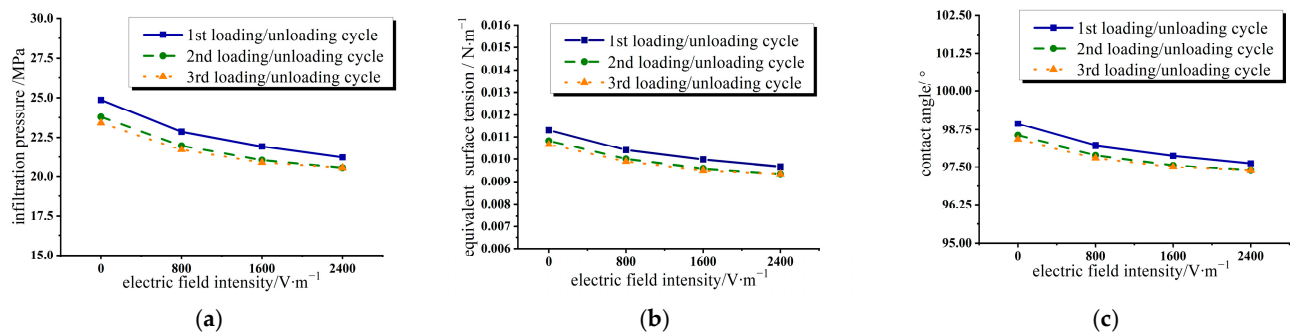 30.0
27.5
25.0
22.5
20.0
17.5
15.0
infiltration pressure /MPa
1st loading/unloading cycle
2nd loading/unloading cycle
3rd loading/unloading cycle
0 800 1600 2400
electric field intensity/V·m⁻¹
(a)
0.016
0.015
0.014
0.013
0.012
0.011
0.010
0.009
0.008
0.007
0.006
equivalent surface tension / N·m⁻¹
1st loading/unloading cycle
2nd loading/unloading cycle
3rd loading/unloading cycle
0 800 1600 2400
electric field intensity/V·m⁻¹
(b)
102.50
101.25
100.00
98.75
97.50
96.25
95.00
contact angle/ °
1st loading/unloading cycle
2nd loading/unloading cycle
3rd loading/unloading cycle
0 800 1600 2400
electric field intensity/V·m⁻¹
(c)